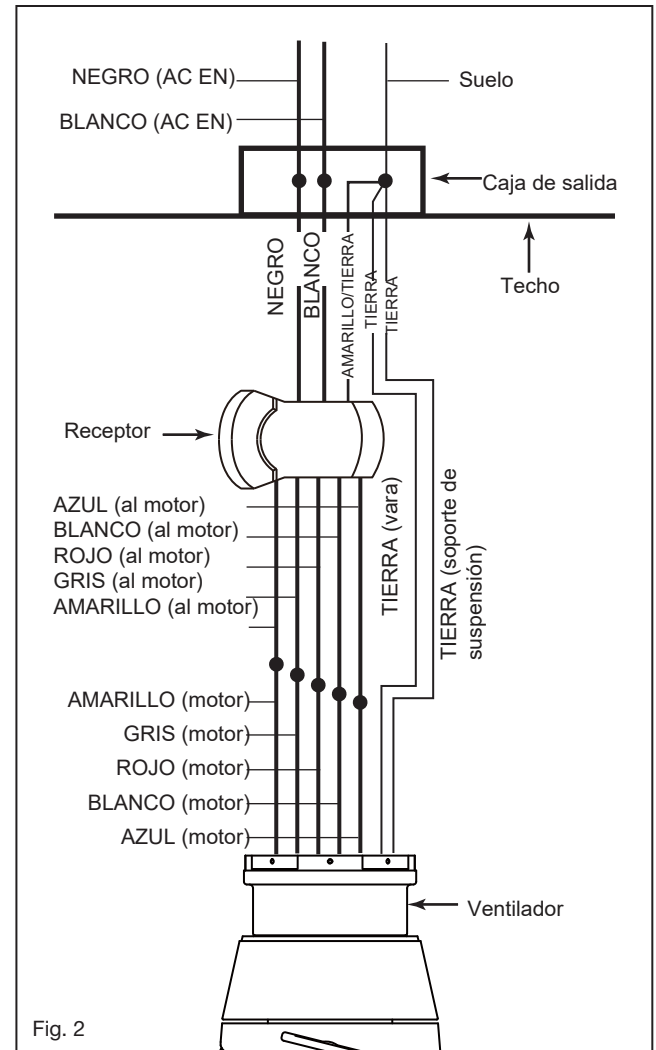 NEGRO (AC EN)
Suelo
BLANCO (AC EN)
Caja de salida
Techo
NEGRO
BLANCO
AMARILLO/TIERRA
TIERRA
TIERRA
Receptor
AZUL (al motor)
BLANCO (al motor)
ROJO (al motor)
GRIS (al motor)
AMARILLO (al motor)
TIERRA (vara)
TIERRA (soporte de
suspensión)
AMARILLO (motor)
GRIS (motor)
ROJO (motor)
BLANCO (motor)
AZUL (motor)
Ventilador
Fig. 2